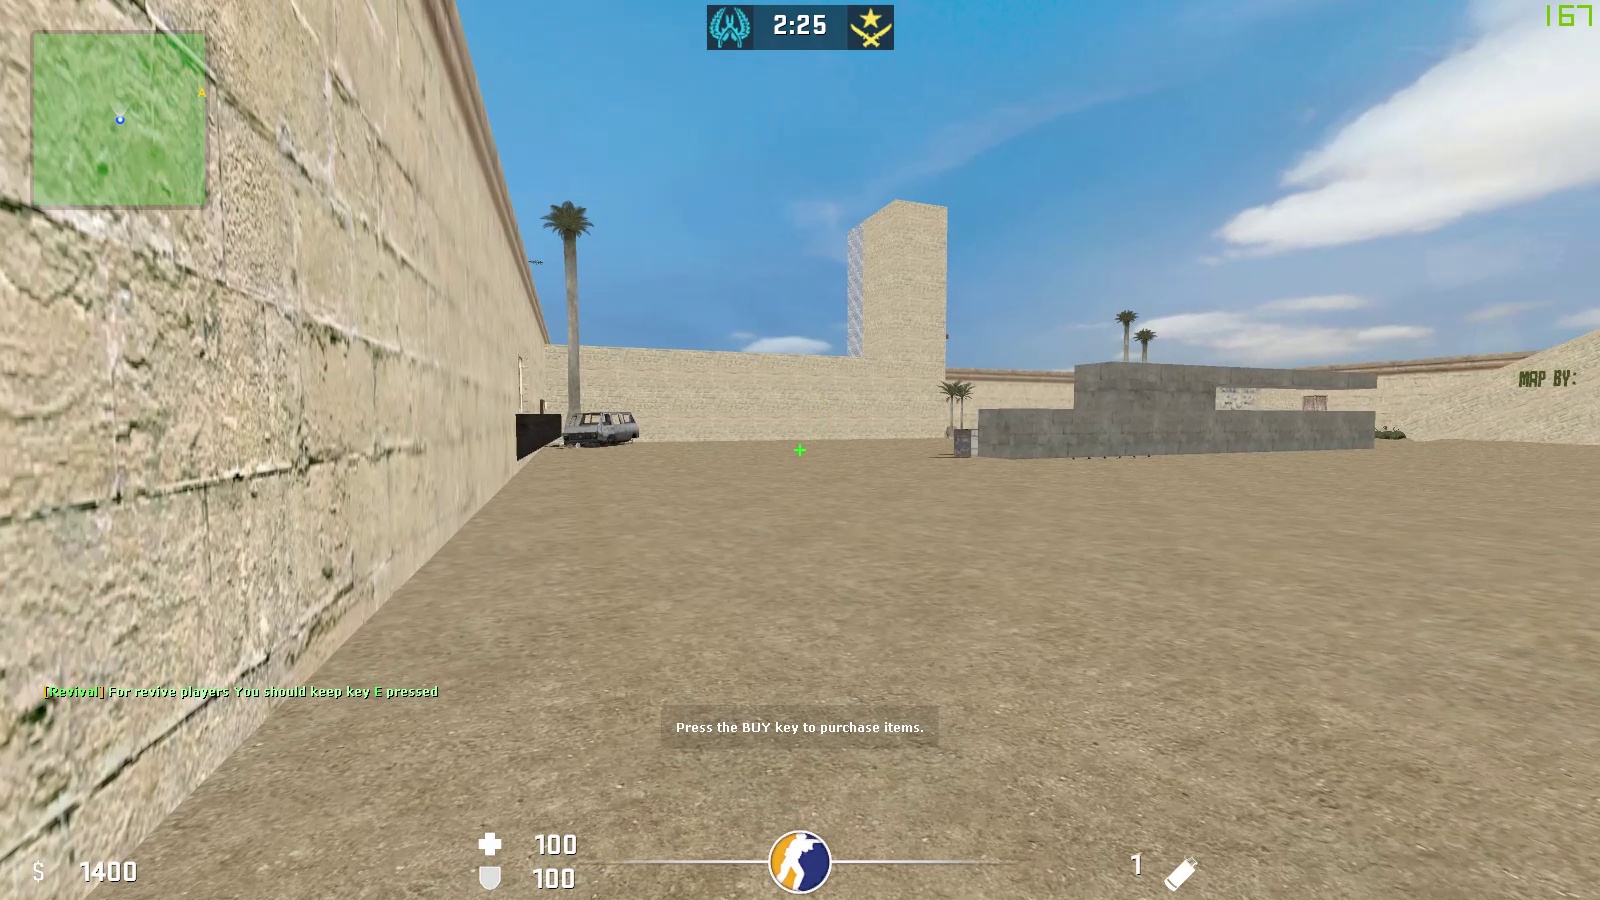 2:25
167
A
MAP BY:
[Revival] For revive players You should keep key E pressed
Press the BUY key to purchase items.
100
100
$ 1400
1